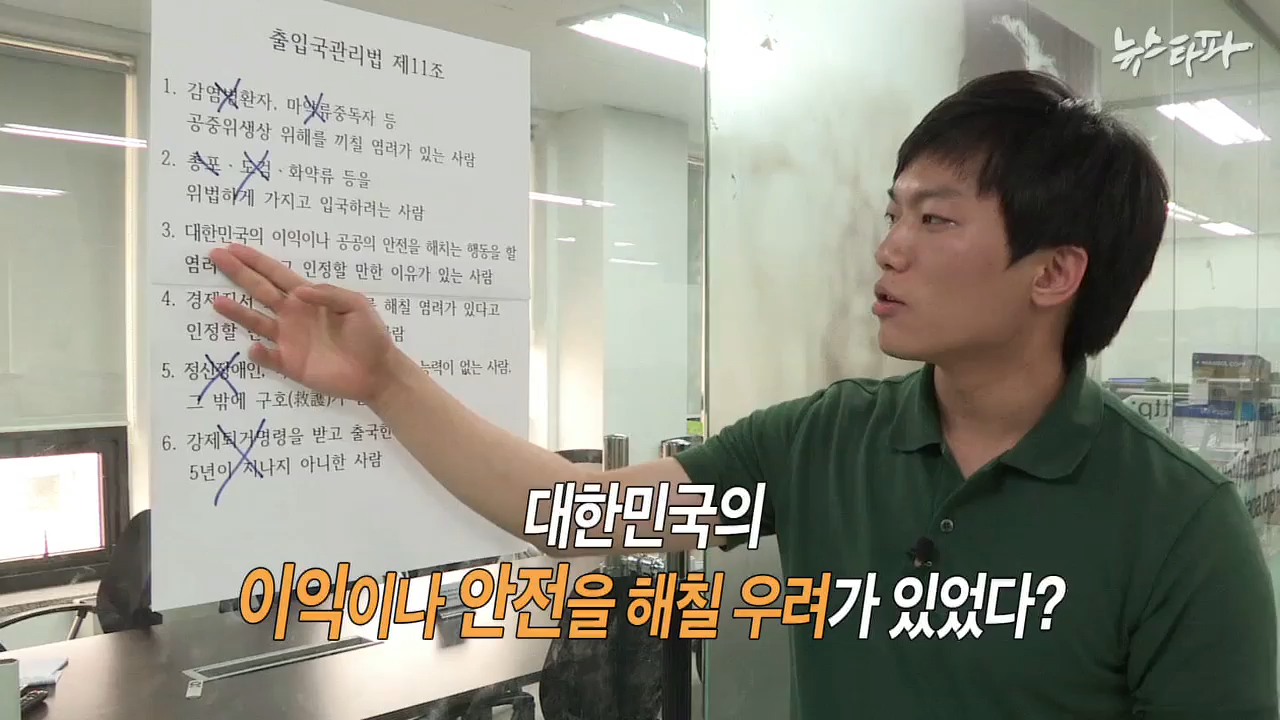 뉴스타파
출입국관리법 제11조
1. 감염병환자, 마약류중독자 등
공중위생상 위해를 끼칠 염려가 있는 사람
2. 총포·도검·화약류 등을
위법하게 가지고 입국하려는 사람
3. 대한민국의 이익이나 공공의 안전을 해치는 행동을 할
염려 인정할 만한 이유가 있는 사람
4. 경제질서 해칠 염려가 있다고
인정할
5. 정신장애인, 능력이 없는 사람,
그 밖에 구호(救護)가
6. 강제퇴거명령을 받고 출국한
5년이 지나지 아니한 사람
대한민국의
이익이나 안전을 해칠 우려가 있었다?